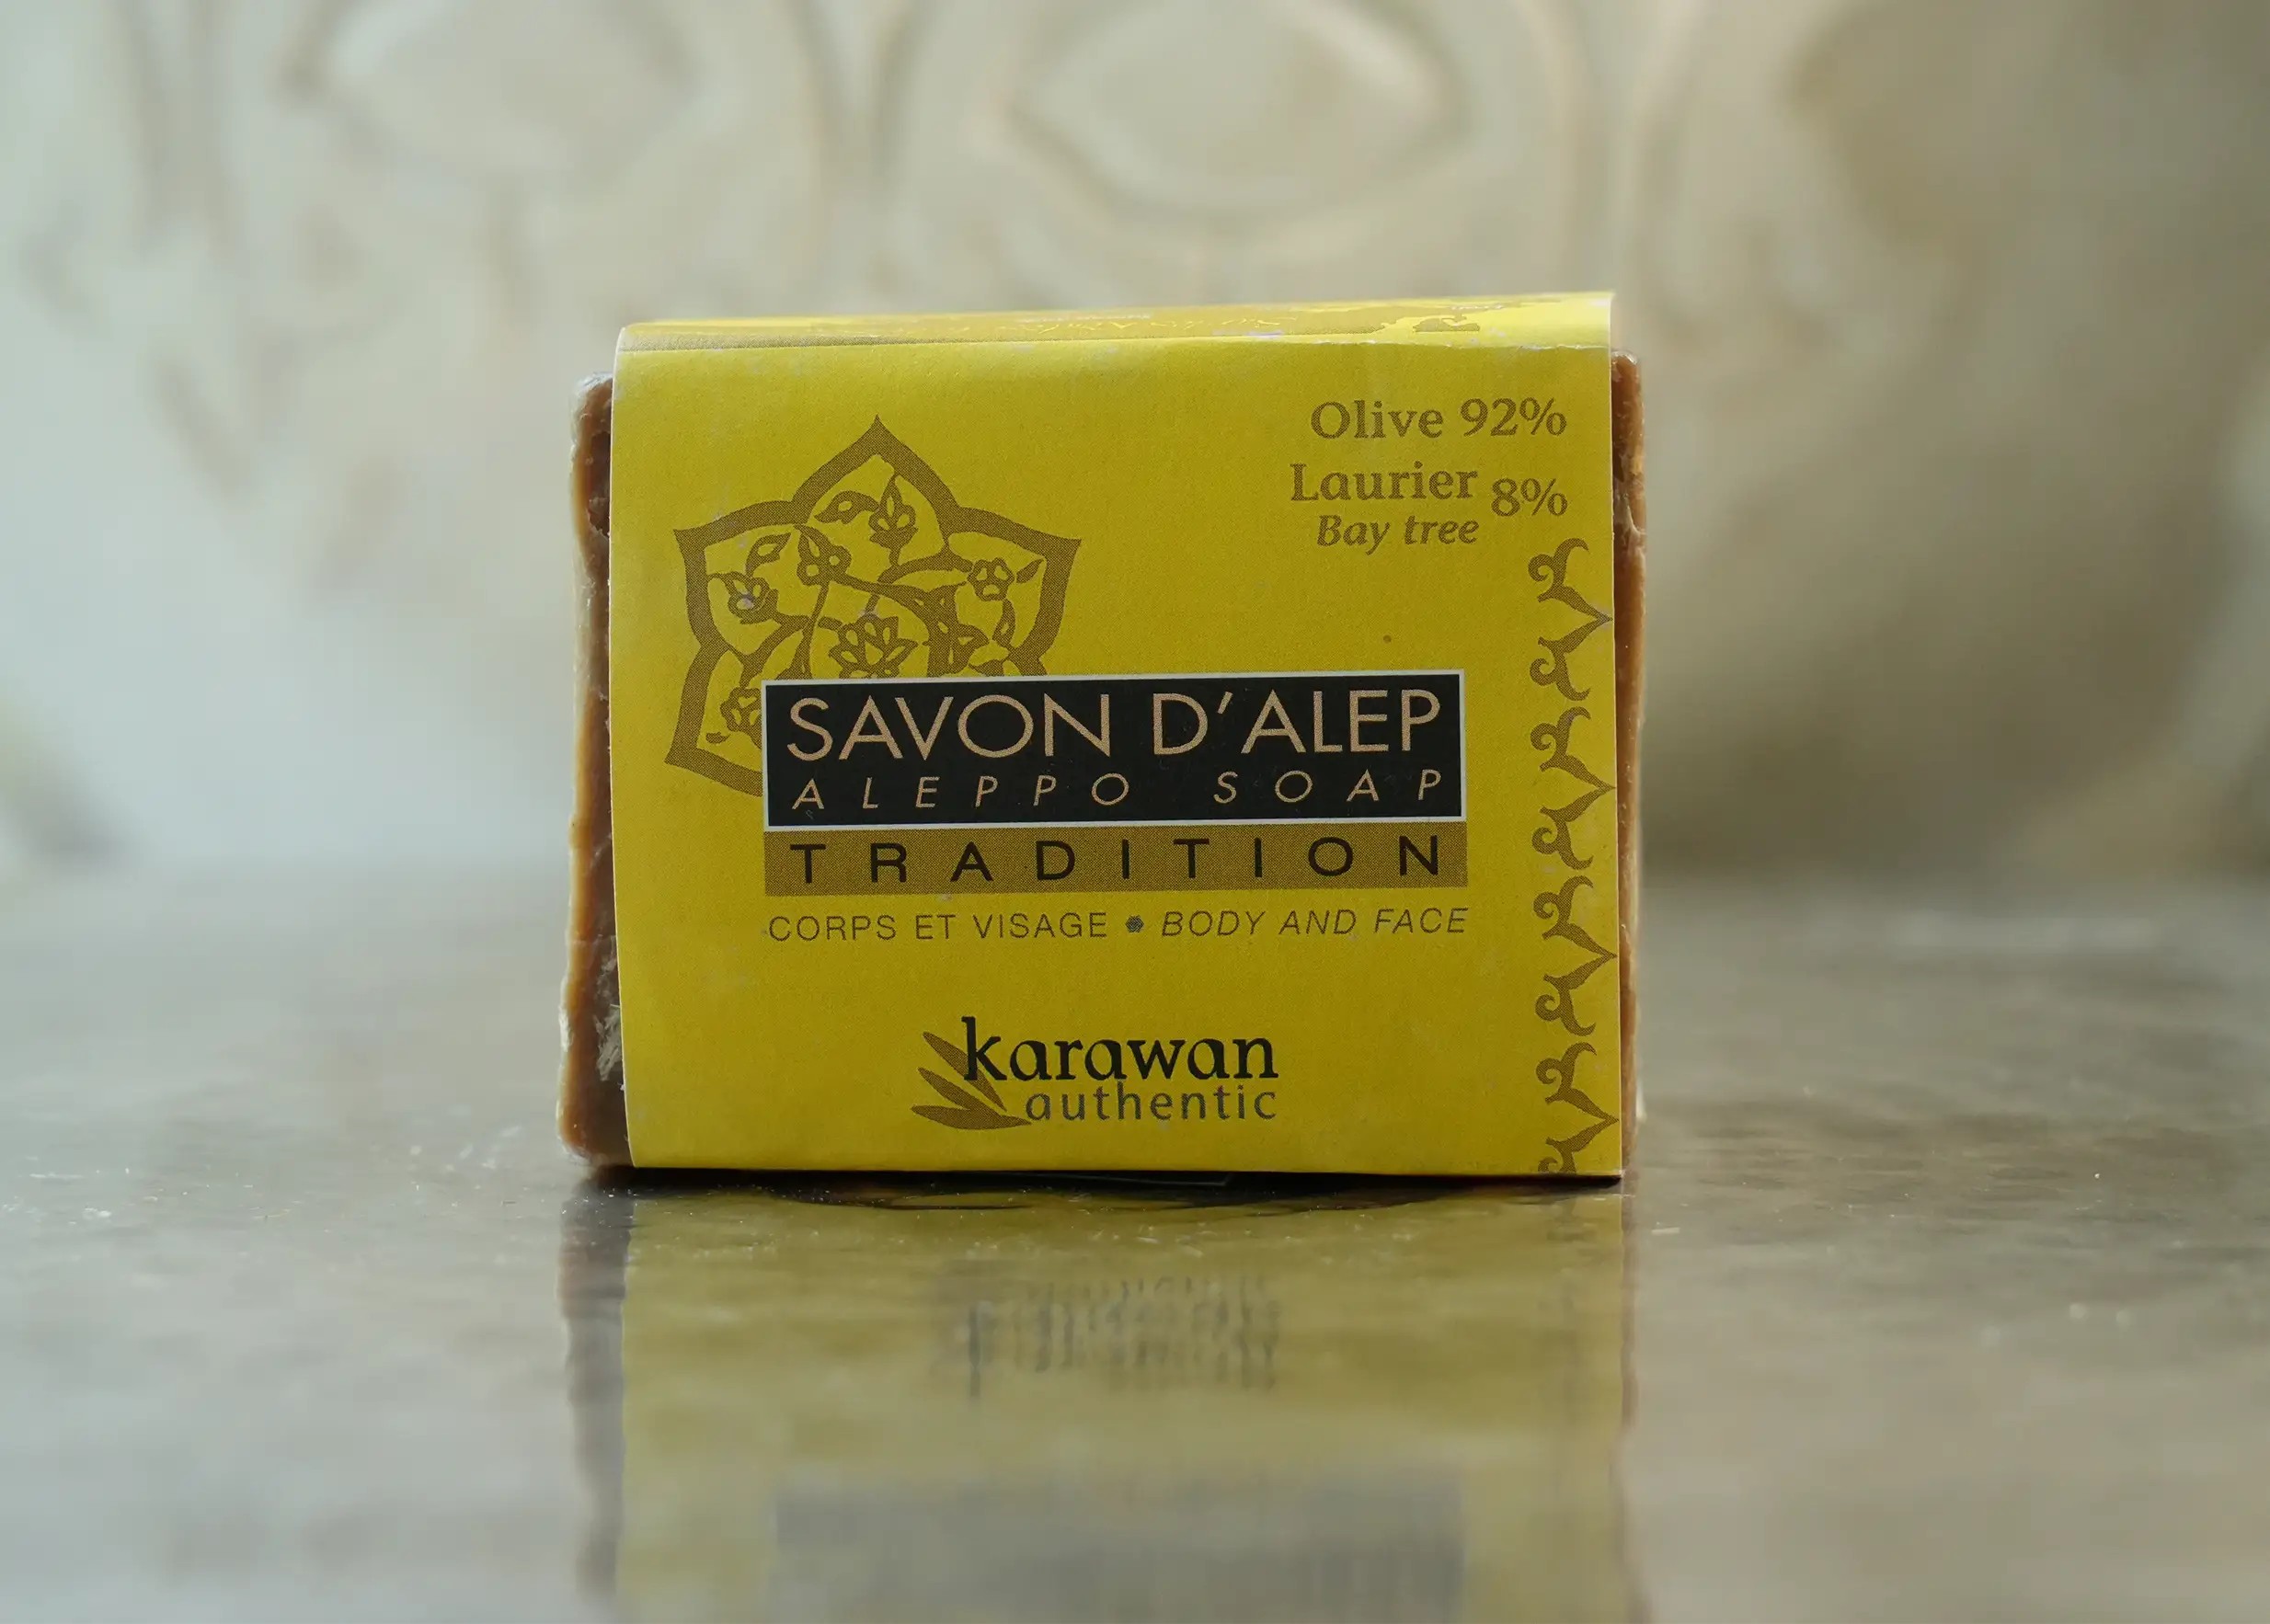 Olive 92%
Laurier 8%
Bay tree
SAVON D'ALEP
ALEPPO SOAP
TRADITION
CORPS ET VISAGE • BODY AND FACE
karawan
authentic